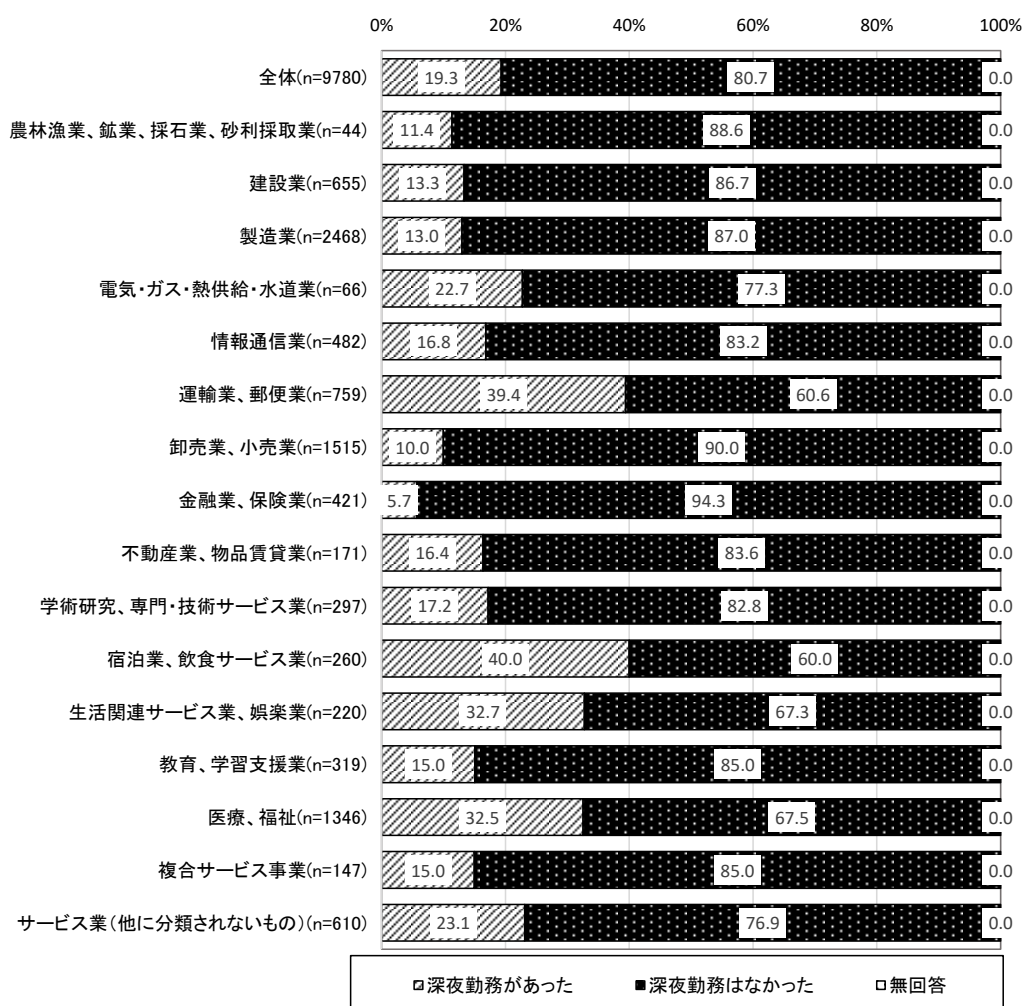 0% 20% 40% 60% 80% 100%
全体(n=9780) 19.3 80.7 0.0
農林漁業、鉱業、採石業、砂利採取業(n=44) 11.4 88.6 0.0
建設業(n=655) 13.3 86.7 0.0
製造業(n=2468) 13.0 87.0 0.0
電気・ガス・熱供給・水道業(n=66) 22.7 77.3 0.0
情報通信業(n=482) 16.8 83.2 0.0
運輸業、郵便業(n=759) 39.4 60.6 0.0
卸売業、小売業(n=1515) 10.0 90.0 0.0
金融業、保険業(n=421) 5.7 94.3 0.0
不動産業、物品賃貸業(n=171) 16.4 83.6 0.0
学術研究、専門・技術サービス業(n=297) 17.2 82.8 0.0
宿泊業、飲食サービス業(n=260) 40.0 60.0 0.0
生活関連サービス業、娯楽業(n=220) 32.7 67.3 0.0
教育、学習支援業(n=319) 15.0 85.0 0.0
医療、福祉(n=1346) 32.5 67.5 0.0
複合サービス事業(n=147) 15.0 85.0 0.0
サービス業(他に分類されないもの)(n=610) 23.1 76.9 0.0
深夜勤務があった 深夜勤務はなかった 無回答